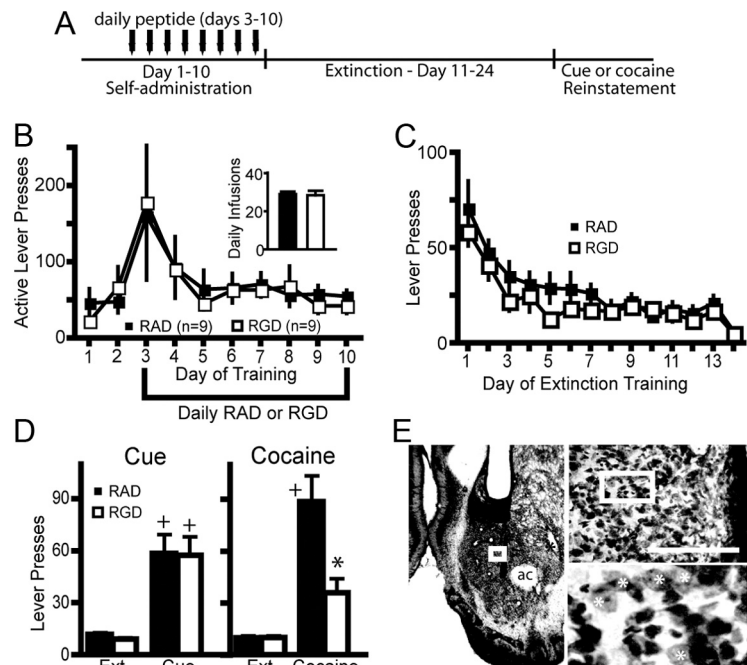 A
daily peptide (days 3-10)
Day 1-10
Self-administration
Extinction - Day 11-24
Cue or cocaine
Reinstatement
B
Active Lever Presses
200
100
0
Daily Infusions
40
20
0
RAD (n=9) RGD (n=9)
1 2 3 4 5 6 7 8 9 10
Day of Training
Daily RAD or RGD
C
Lever Presses
100
50
0
RAD
RGD
1 3 5 7 9 11 13
Day of Extinction Training
D
Cue Cocaine
Lever Presses
90
60
30
0
RAD
RGD
+ + + *
Ext Cue Ext Cocaine
E
*
ac
* * * *
*